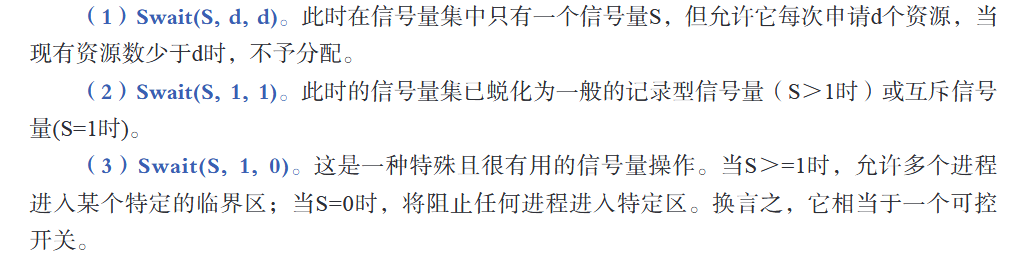 （1）Swait(S, d, d)。此时在信号量集中只有一个信号量S，但允许它每次申请d个资源，当
现有资源数少于d时，不予分配。
（2）Swait(S, 1, 1)。此时的信号量集已蜕化为一般的记录型信号量（S＞1时）或互斥信号
量(S=1时)。
（3）Swait(S, 1, 0)。这是一种特殊且很有用的信号量操作。当S＞=1时，允许多个进程
进入某个特定的临界区；当S=0时，将阻止任何进程进入特定区。换言之，它相当于一个可控
开关。